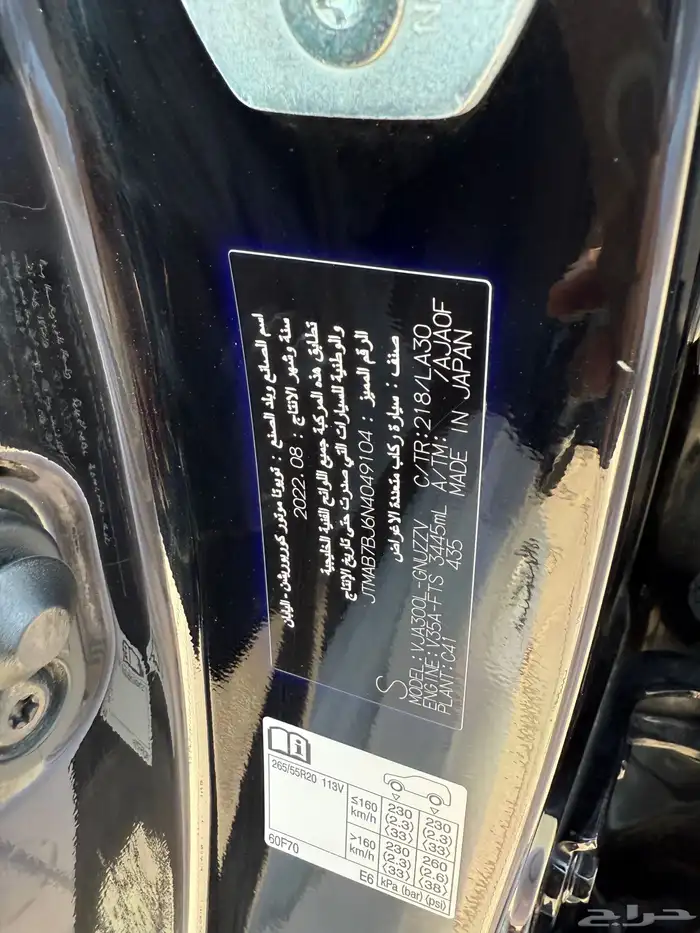 اسم الصانع وبلد الصنع : تويوتا موتور كوربوريشن - اليابان
سنة وشهر الانتاج : 2022.08
تطابق هذه المركبة جميع اللوائح الفنية الخليجية
والوطنية للسيارات التي صدرت حتى تاريخ الإنتاج
الرقم المميز : JTMAB7BJ6N4049104
صنف : سيارة ركاب متعددة الاغراض
S
MODEL:VJA300L-GNUZZV C/TR:218/LA30
ENGINE:V35A-FTS 3445mL A/TM: /AJA0F
PLANT:C41 435 MADE IN JAPAN
i
265/55R20 113V
≤160 km/h 230 (2.3) (33) 230 (2.3) (33)
>160 km/h 230 (2.3) (33) 260 (2.6) (38)
60F70 E6 kPa (bar) (psi)
حراج